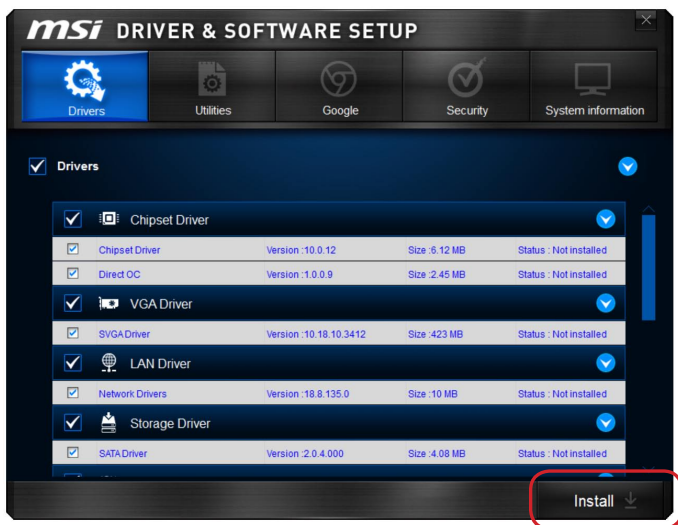 msi DRIVER & SOFTWARE SETUP
Drivers Utilities Google Security System information
Drivers
Chipset Driver
Chipset Driver Version :10.0.12 Size :6.12 MB Status : Not installed
Direct OC Version :1.0.0.9 Size :2.45 MB Status : Not installed
VGA Driver
SVGADriver Version :10.18.10.3412 Size :423 MB Status : Not installed
LAN Driver
Network Drivers Version :18.8.135.0 Size :10 MB Status : Not installed
Storage Driver
SATADriver Version :2.0.4.000 Size :4.08 MB Status : Not installed
Install